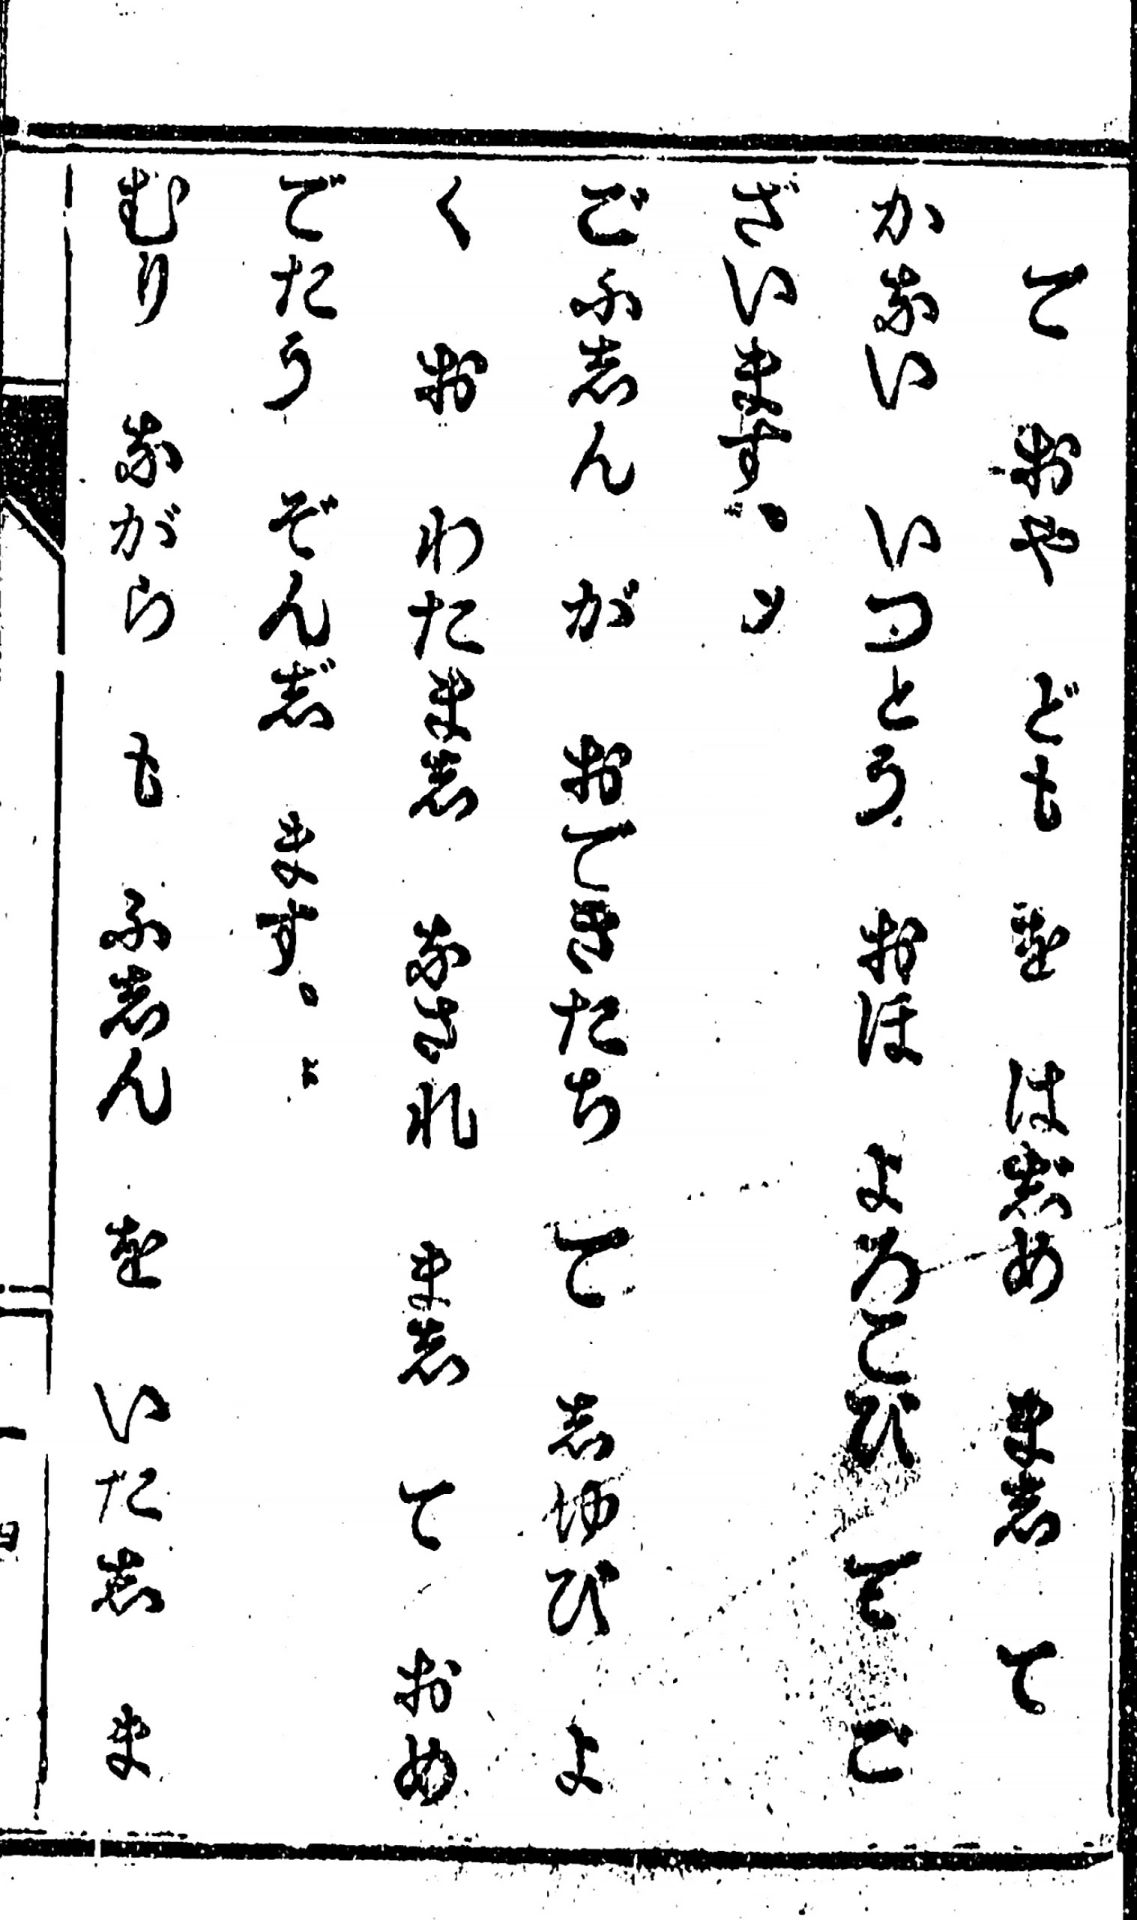 て おや ども を はじめ まし て
かない いつとう おほ よろこび で ご
ざいます。
ごふしん が おできたち て しゆび よ
く お わたまし なされ まし て おめ
でたう ぞんじ ます。
むり ながら も ふしん を いたし ま